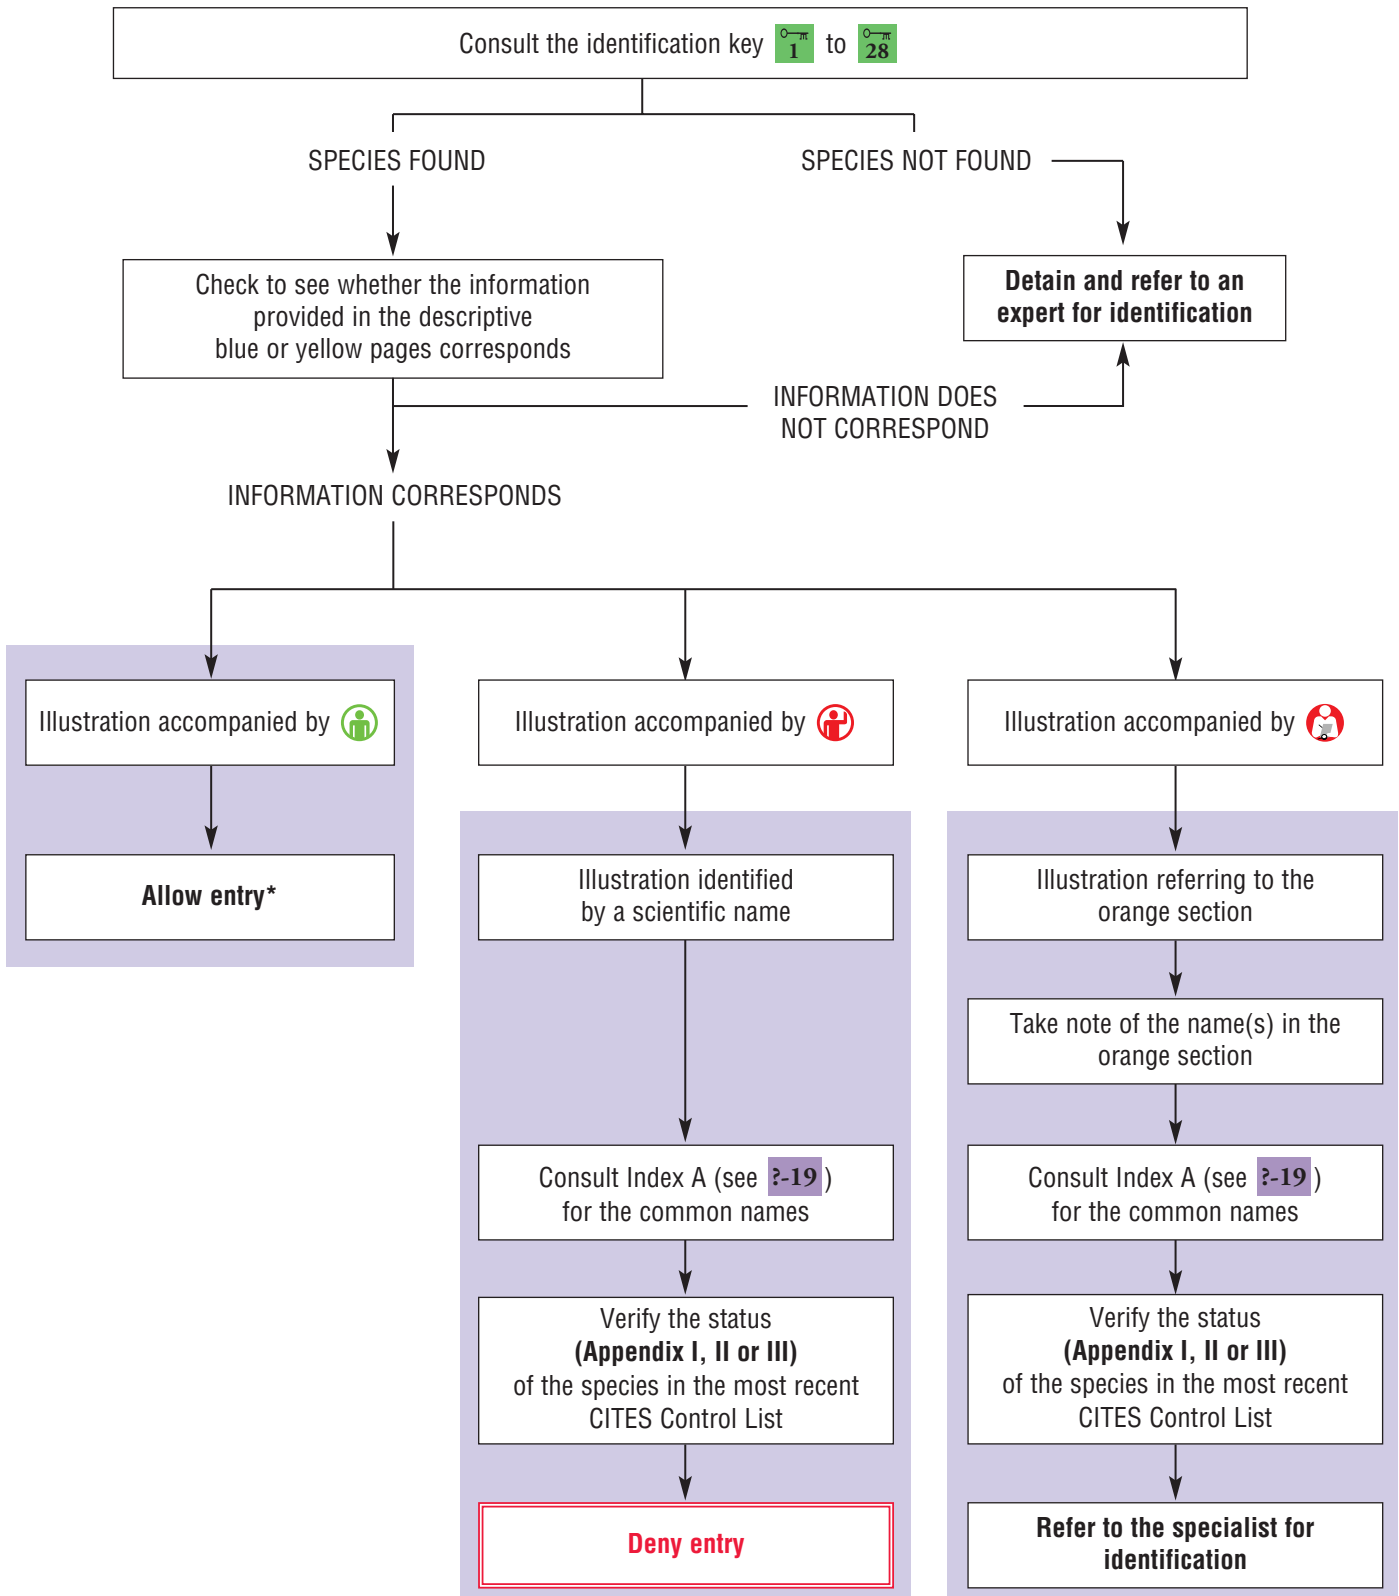 Consult the identification key 1 to 28
SPECIES FOUND
SPECIES NOT FOUND
Check to see whether the information
provided in the descriptive
blue or yellow pages corresponds
Detain and refer to an
expert for identification
INFORMATION DOES
NOT CORRESPOND
INFORMATION CORRESPONDS
Illustration accompanied by
Allow entry*
Illustration accompanied by
Illustration identified
by a scientific name
Consult Index A (see ?-19 )
for the common names
Verify the status
(Appendix I, II or III)
of the species in the most recent
CITES Control List
Deny entry
Illustration accompanied by
Illustration referring to the
orange section
Take note of the name(s) in the
orange section
Consult Index A (see ?-19 )
for the common names
Verify the status
(Appendix I, II or III)
of the species in the most recent
CITES Control List
Refer to the specialist for
identification